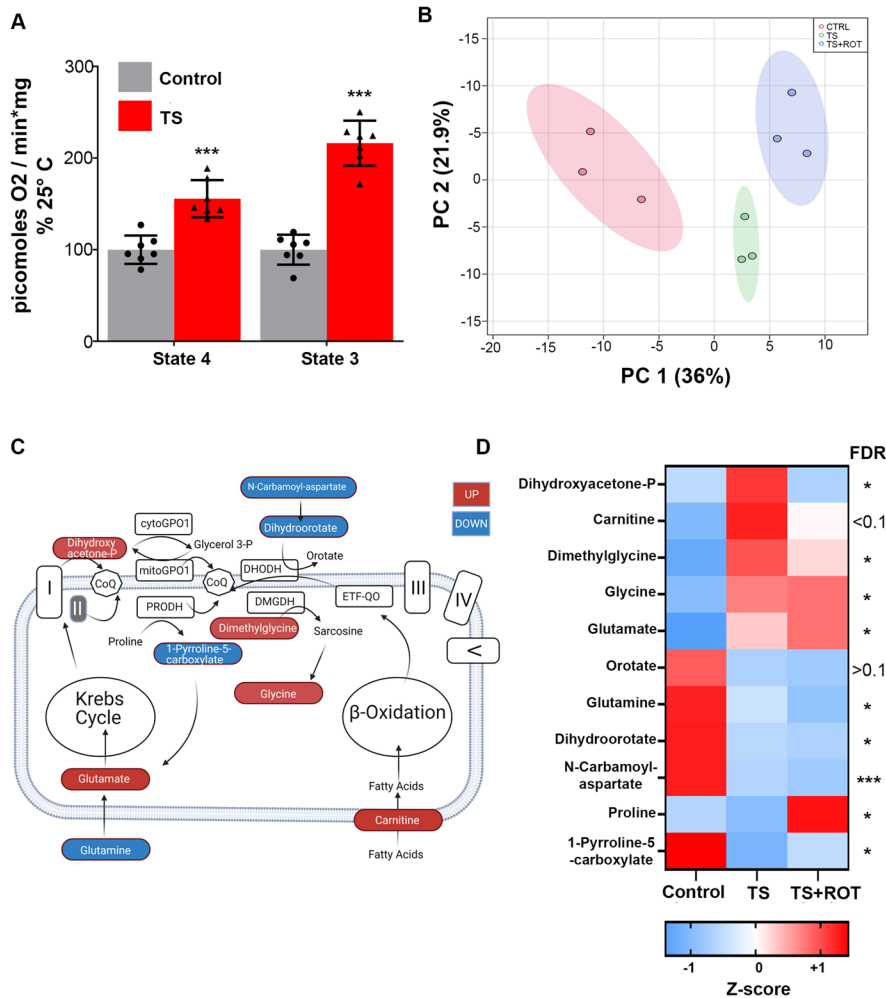 A
picomoles O2 / min*mg
% 25° C
300
200
100
0
Control
TS
***
***
State 4
State 3
B
CTRL
TS
TS+ROT
PC 2 (21.9%)
-15
-10
-5
0
-5
-10
-15
-20
-15
-10
-5
0
5
10
PC 1 (36%)
C
N-Carbamoyl-aspartate
UP
DOWN
cytoGPO1
Dihydroorotate
Dihydroxy
acetone-P
Glycerol 3-P
Orotate
mitoGPO1
DHODH
I
CoQ
CoQ
III
IV
II
ETF-QO
PRODH
DMGDH
Proline
Dimethylglycine
Sarcosine
1-Pyrroline-5-
carboxylate
V
Glycine
Krebs
Cycle
β-Oxidation
Glutamate
Fatty Acids
Carnitine
Glutamine
Fatty Acids
D
FDR
Dihydroxyacetone-P
*
Carnitine
<0.1
Dimethylglycine
*
Glycine
*
Glutamate
*
Orotate
>0.1
Glutamine
*
Dihydroorotate
*
N-Carbamoyl-
aspartate
***
Proline
*
1-Pyrroline-5
-carboxylate
*
Control
TS
TS+ROT
-1
0
+1
Z-score